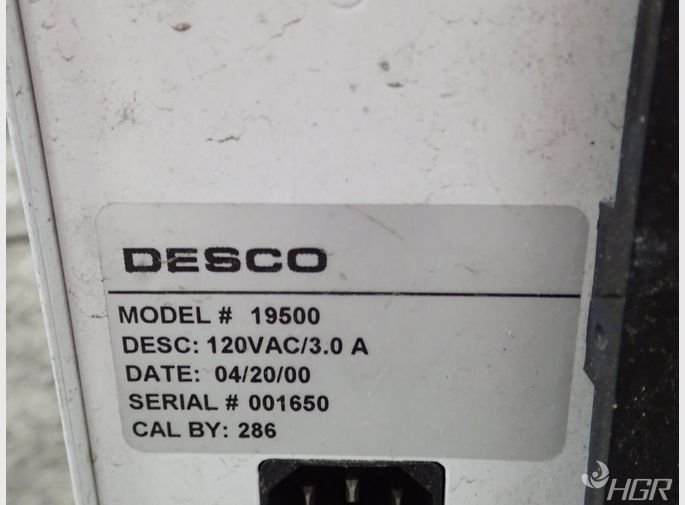 DESCO
MODEL # 19500
DESC: 120VAC/3.0 A
DATE: 04/20/00
SERIAL # 001650
CAL BY: 286
HGR